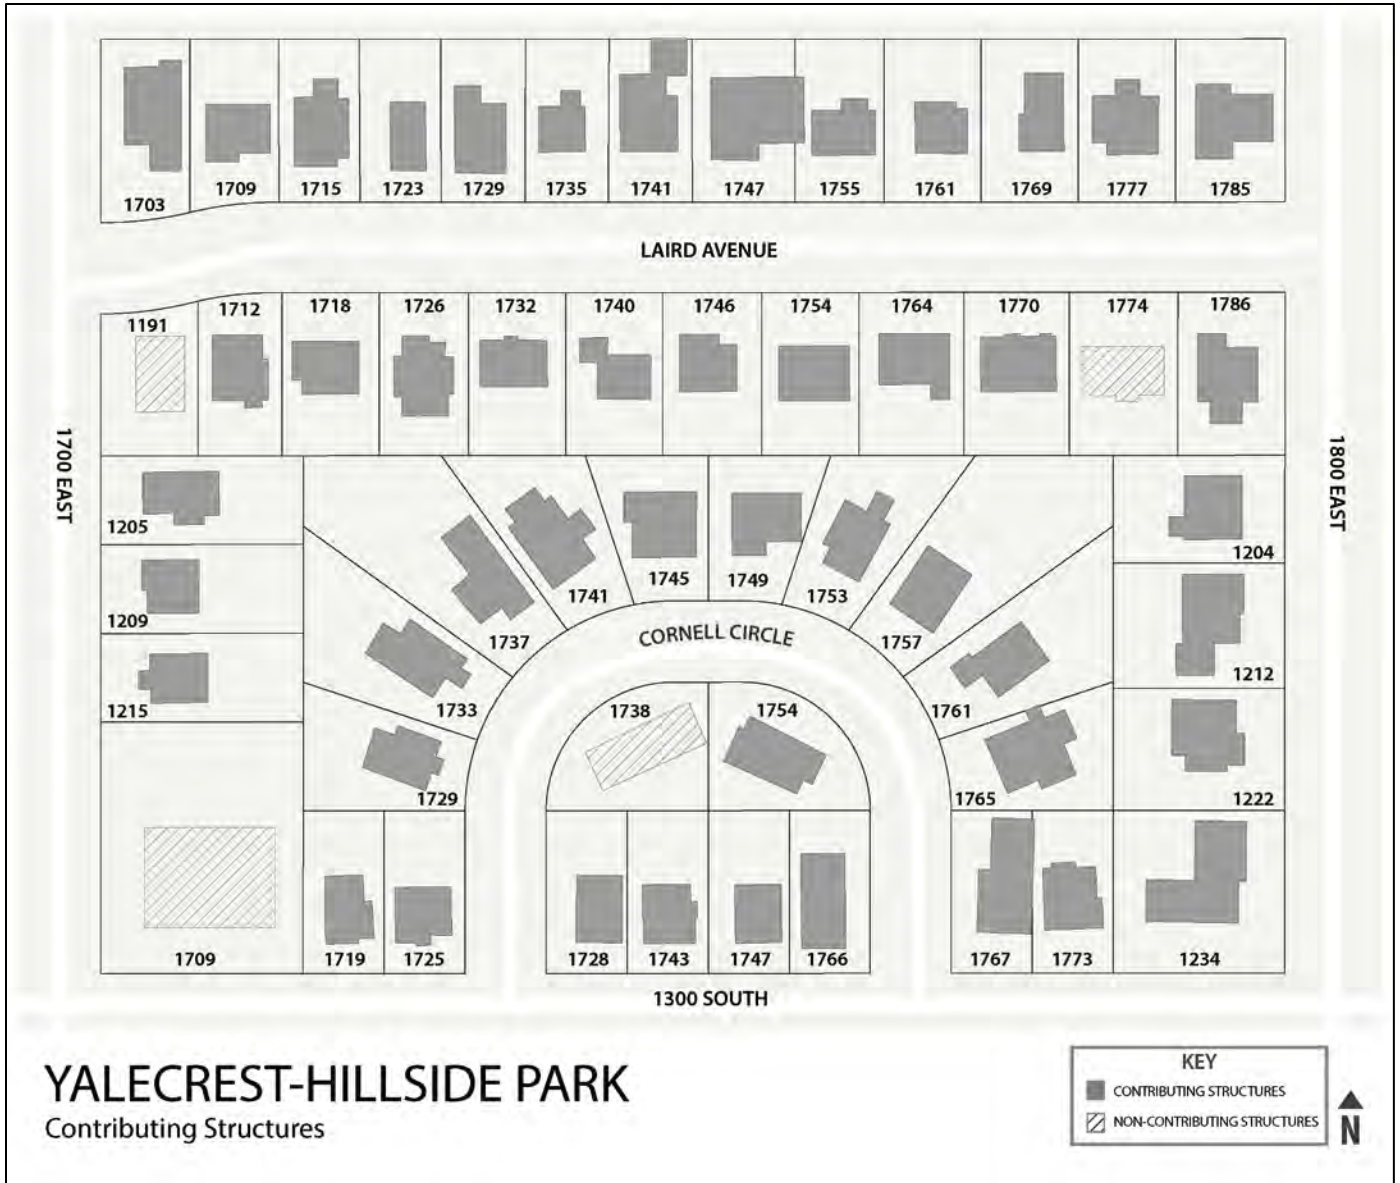 1703 1709 1715 1723 1729 1735 1741 1747 1755 1761 1769 1777 1785
LAIRD AVENUE
1191 1712 1718 1726 1732 1740 1746 1754 1764 1770 1774 1786
1700 EAST
1800 EAST
1205
1209
1215
1204
1212
1222
1729
1733
1737
1741
1745
1749
1753
1757
1761
1765
CORNELL CIRCLE
1738 1754
1709 1719 1725 1728 1743 1747 1766 1767 1773 1234
1300 SOUTH
YALECREST-HILLSIDE PARK
Contributing Structures
KEY
CONTRIBUTING STRUCTURES
NON-CONTRIBUTING STRUCTURES
N